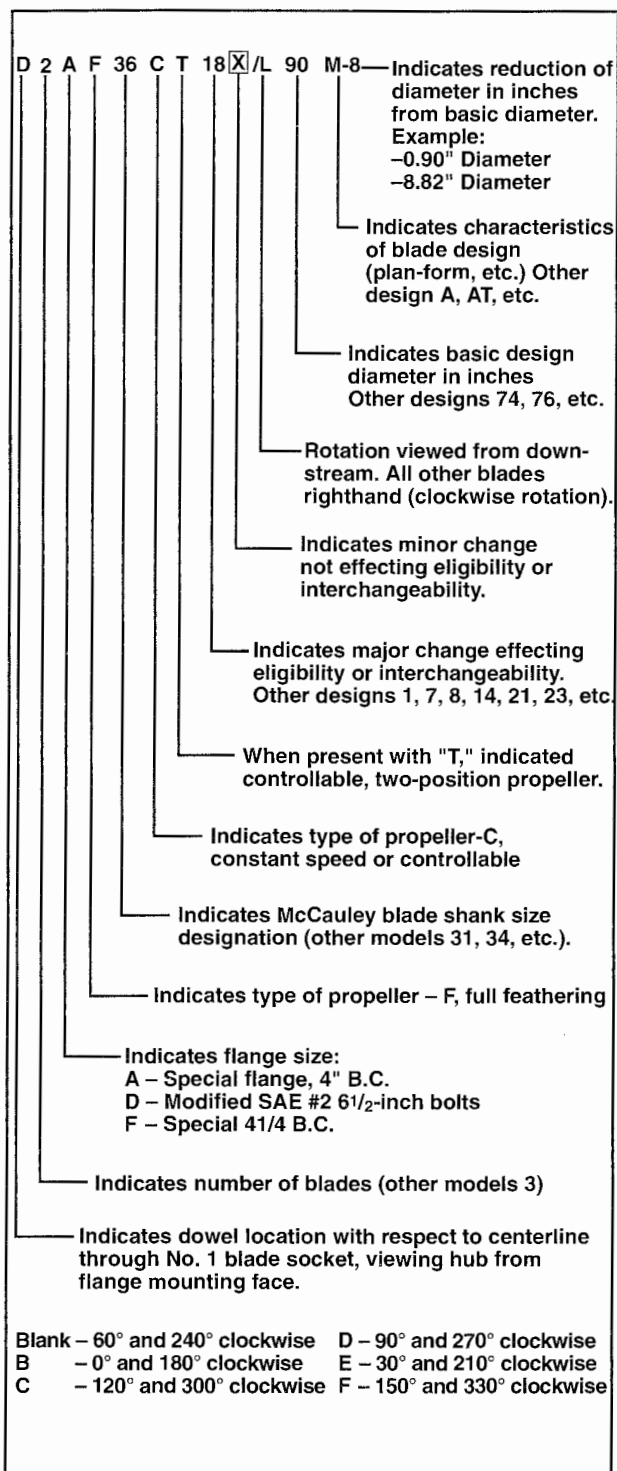 D 2 A F 36 C T 18 X /L 90 M-8
Indicates reduction of
diameter in inches
from basic diameter.
Example:
–0.90" Diameter
–8.82" Diameter
Indicates characteristics
of blade design
(plan-form, etc.) Other
design A, AT, etc.
Indicates basic design
diameter in inches
Other designs 74, 76, etc.
Rotation viewed from down-
stream. All other blades
righthand (clockwise rotation).
Indicates minor change
not effecting eligibility or
interchangeability.
Indicates major change effecting
eligibility or interchangeability.
Other designs 1, 7, 8, 14, 21, 23, etc.
When present with "T," indicated
controllable, two-position propeller.
Indicates type of propeller-C,
constant speed or controllable
Indicates McCauley blade shank size
designation (other models 31, 34, etc.).
Indicates type of propeller – F, full feathering
Indicates flange size:
A – Special flange, 4" B.C.
D – Modified SAE #2 6 1/2-inch bolts
F – Special 41/4 B.C.
Indicates number of blades (other models 3)
Indicates dowel location with respect to centerline
through No. 1 blade socket, viewing hub from
flange mounting face.
Blank – 60° and 240° clockwise D – 90° and 270° clockwise
B – 0° and 180° clockwise E – 30° and 210° clockwise
C – 120° and 300° clockwise F – 150° and 330° clockwise